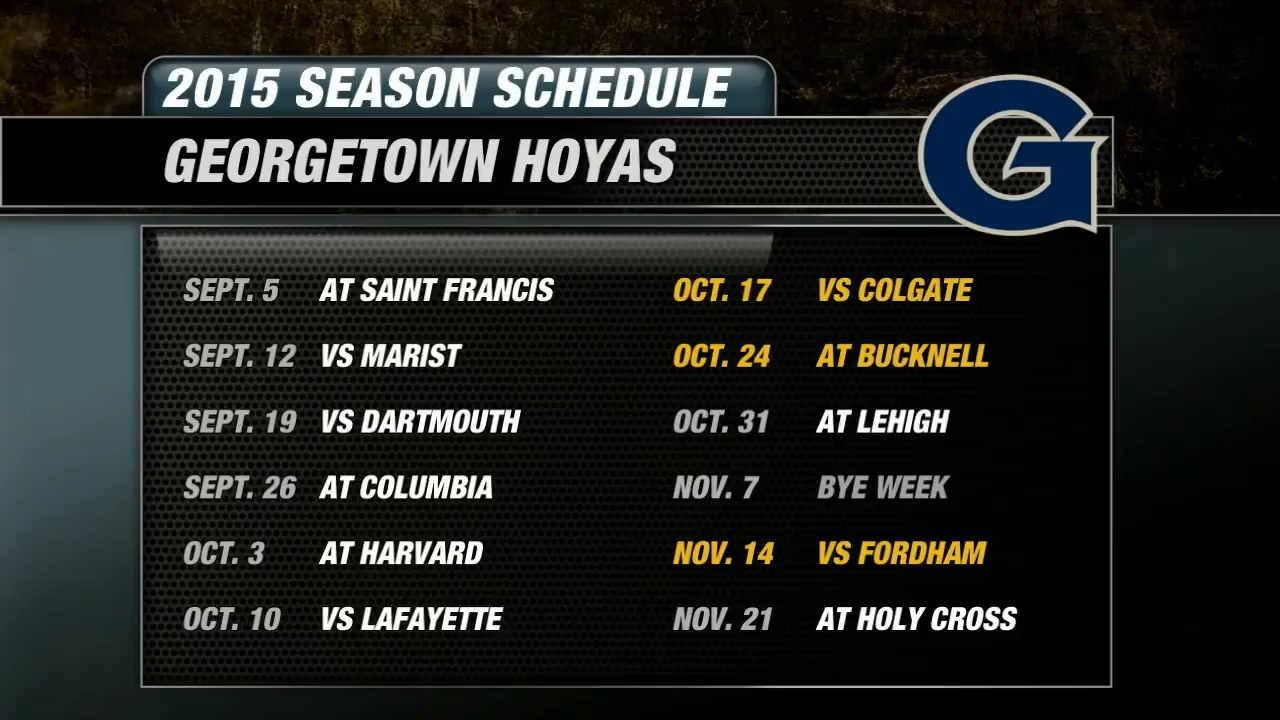 2015 SEASON SCHEDULE
GEORGETOWN HOYAS
G
SEPT. 5 AT SAINT FRANCIS
SEPT. 12 VS MARIST
SEPT. 19 VS DARTMOUTH
SEPT. 26 AT COLUMBIA
OCT. 3 AT HARVARD
OCT. 10 VS LAFAYETTE
OCT. 17 VS COLGATE
OCT. 24 AT BUCKNELL
OCT. 31 AT LEHIGH
NOV. 7 BYE WEEK
NOV. 14 VS FORDHAM
NOV. 21 AT HOLY CROSS